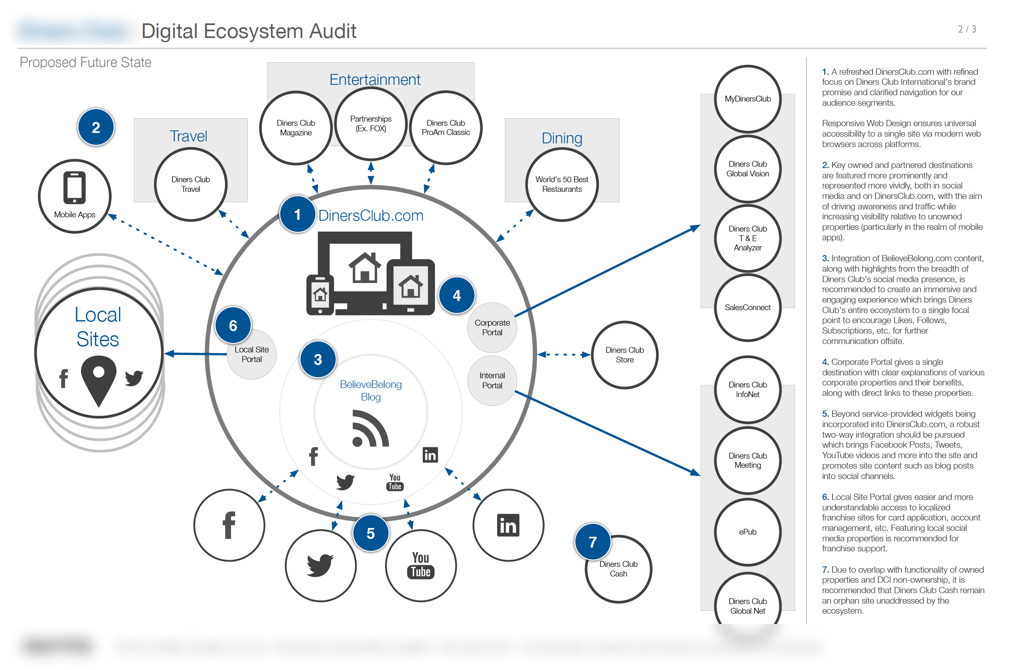 Digital Ecosystem Audit
2 / 3
Proposed Future State
Entertainment
Diners Club
Magazine
Partnerships
(Ex. FOX)
Diners Club
ProAm Classic
2
Travel
Diners Club
Travel
Dining
World's 50 Best
Restaurants
Mobile Apps
1
DinersClub.com
Local
Sites
f
6
Local Site
Portal
4
Corporate
Portal
Internal
Portal
3
BelieveBelong
Blog
f
in
You
Tube
Diners Club
Store
f
5
You
Tube
in
7
Diners Club
Cash
MyDinersClub
Diners Club
Global Vision
Diners Club
T & E
Analyzer
SalesConnect
Diners Club
InfoNet
Diners Club
Meeting
ePub
Diners Club
Global Net
1. A refreshed DinersClub.com with refined
focus on Diners Club International's brand
promise and clarified navigation for our
audience segments.
Responsive Web Design ensures universal
accessibility to a single site via modern web
browsers across platforms.
2. Key owned and partnered destinations
are featured more prominently and
represented more vividly, both in social
media and on DinersClub.com, with the aim
of driving awareness and traffic while
increasing visibility relative to unowned
properties (particularly in the realm of mobile
apps).
3. Integration of BelieveBelong.com content,
along with highlights from the breadth of
Diners Club's social media presence, is
recommended to create an immersive and
engaging experience which brings Diners
Club's entire ecosystem to a single focal
point to encourage Likes, Follows,
Subscriptions, etc. for further
communication offsite.
4. Corporate Portal gives a single
destination with clear explanations of various
corporate properties and their benefits,
along with direct links to these properties.
5. Beyond service-provided widgets being
incorporated into DinersClub.com, a robust
two-way integration should be pursued
which brings Facebook Posts, Tweets,
YouTube videos and more into the site and
promotes site content such as blog posts
into social channels.
6. Local Site Portal gives easier and more
understandable access to localized
franchise sites for card application, account
management, etc. Featuring local social
media properties is recommended for
franchise support.
7. Due to overlap with functionality of owned
properties and DCI non-ownership, it is
recommended that Diners Club Cash remain
an orphan site unaddressed by the
ecosystem.